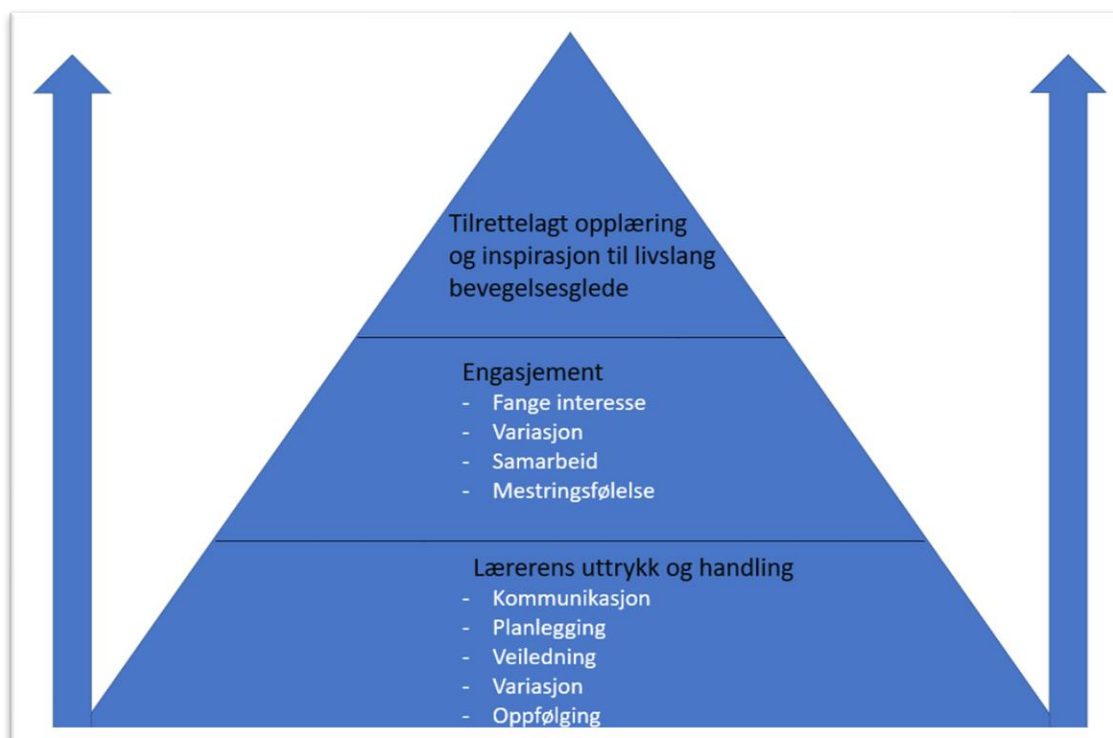 Tilrettelagt opplæring
og inspirasjon til livslang
bevegelsesglede
Engasjement
- Fange interesse
- Variasjon
- Samarbeid
- Mestringsfølelse
Lærerens uttrykk og handling
- Kommunikasjon
- Planlegging
- Veiledning
- Variasjon
- Oppfølging